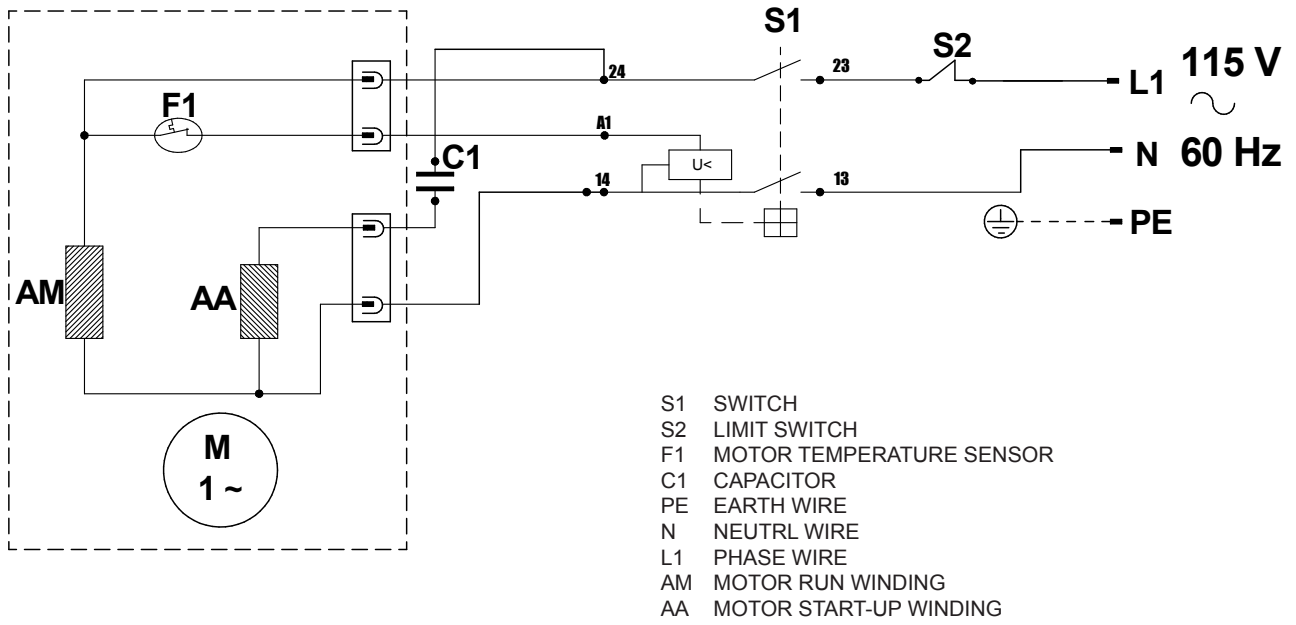 S1
S2
L1 115 V
24
23
F1
A1
C1
U<
N 60 Hz
14
13
PE
AM
AA
M
1 ~
S1 SWITCH
S2 LIMIT SWITCH
F1 MOTOR TEMPERATURE SENSOR
C1 CAPACITOR
PE EARTH WIRE
N NEUTRL WIRE
L1 PHASE WIRE
AM MOTOR RUN WINDING
AA MOTOR START-UP WINDING